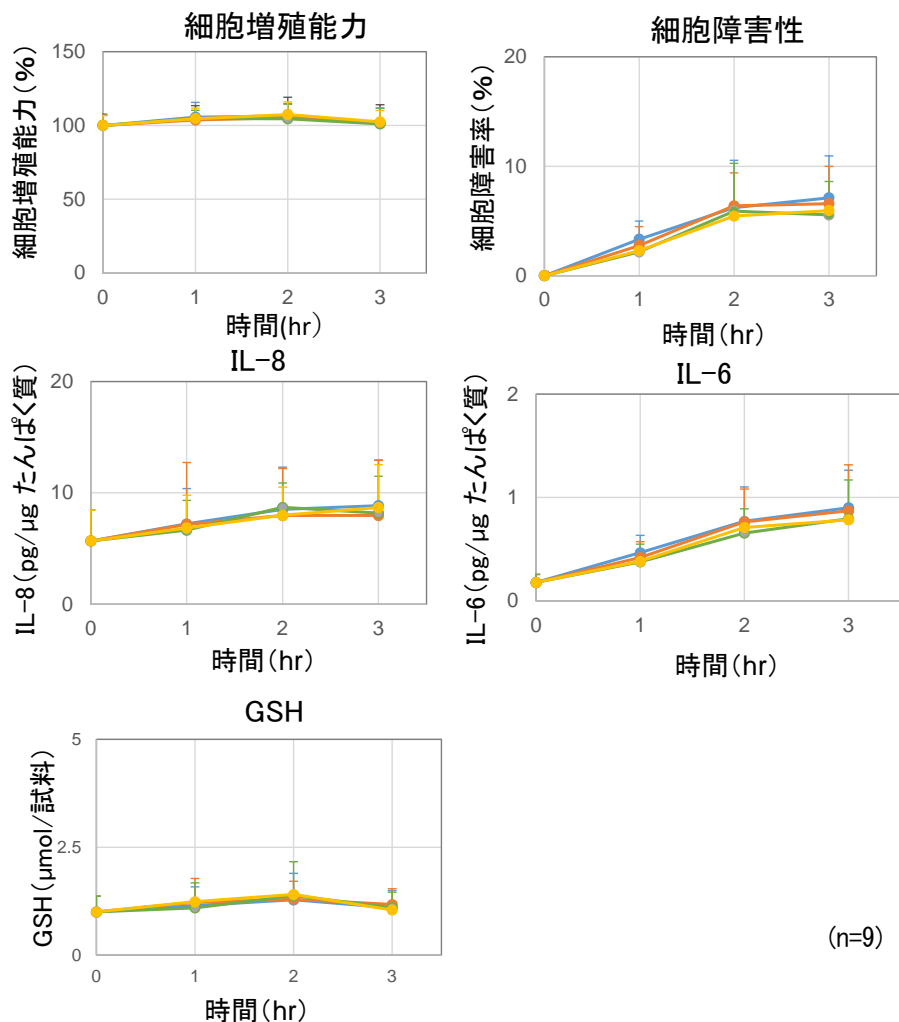 細胞増殖能力
細胞増殖能力(%)
150
100
50
0
0 1 2 3
時間(hr)
細胞障害性
細胞障害率(%)
20
10
0
0 1 2 3
時間(hr)
IL-8
IL-8(pg/μg たんぱく質)
20
10
0
0 1 2 3
時間(hr)
IL-6
IL-6(pg/μg たんぱく質)
2
1
0
0 1 2 3
時間(hr)
GSH
GSH(μmol/試料)
5
2.5
0
0 1 2 3
時間(hr)
(n=9)